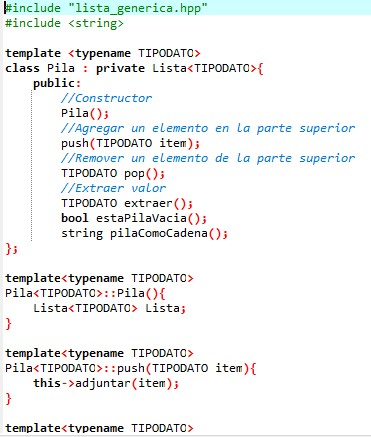 #include "lista_generica.hpp"
#include <string>
template <typename TIPODATO>
class Pila : private Lista<TIPODATO>{
public:
//Constructor
Pila();
//Agregar un elemento en la parte superior
push(TIPODATO item);
//Remover un elemento de la parte superior
TIPODATO pop();
//Extraer valor
TIPODATO extraer();
bool estaPilaVacia();
string pilaComoCadena();
};
template<typename TIPODATO>
Pila<TIPODATO>::Pila(){
Lista<TIPODATO> Lista;
}
template<typename TIPODATO>
Pila<TIPODATO>::push(TIPODATO item){
this->adjuntar(item);
}
template<typename TIPODATO>